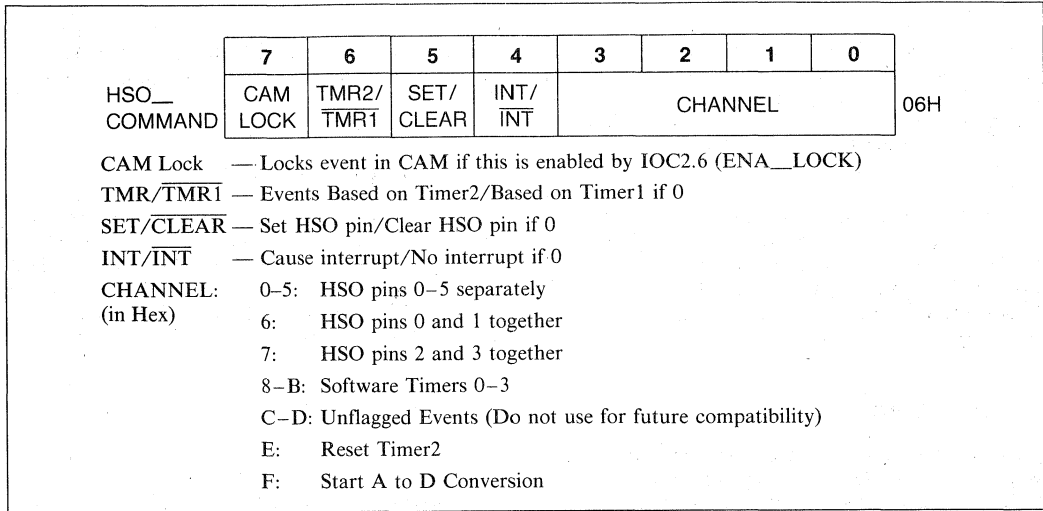 7 6 5 4 3 2 1 0
HSO__ COMMAND CAM LOCK TMR2/ TMR1 SET/ CLEAR INT/ INT CHANNEL 06H
CAM Lock — Locks event in CAM if this is enabled by IOC2.6 (ENA__LOCK)
TMR/TMR1 — Events Based on Timer2/Based on Timer1 if 0
SET/CLEAR — Set HSO pin/Clear HSO pin if 0
INT/INT — Cause interrupt/No interrupt if 0
CHANNEL: 0–5: HSO pins 0–5 separately
(in Hex) 6: HSO pins 0 and 1 together
7: HSO pins 2 and 3 together
8–B: Software Timers 0–3
C–D: Unflagged Events (Do not use for future compatibility)
E: Reset Timer2
F: Start A to D Conversion